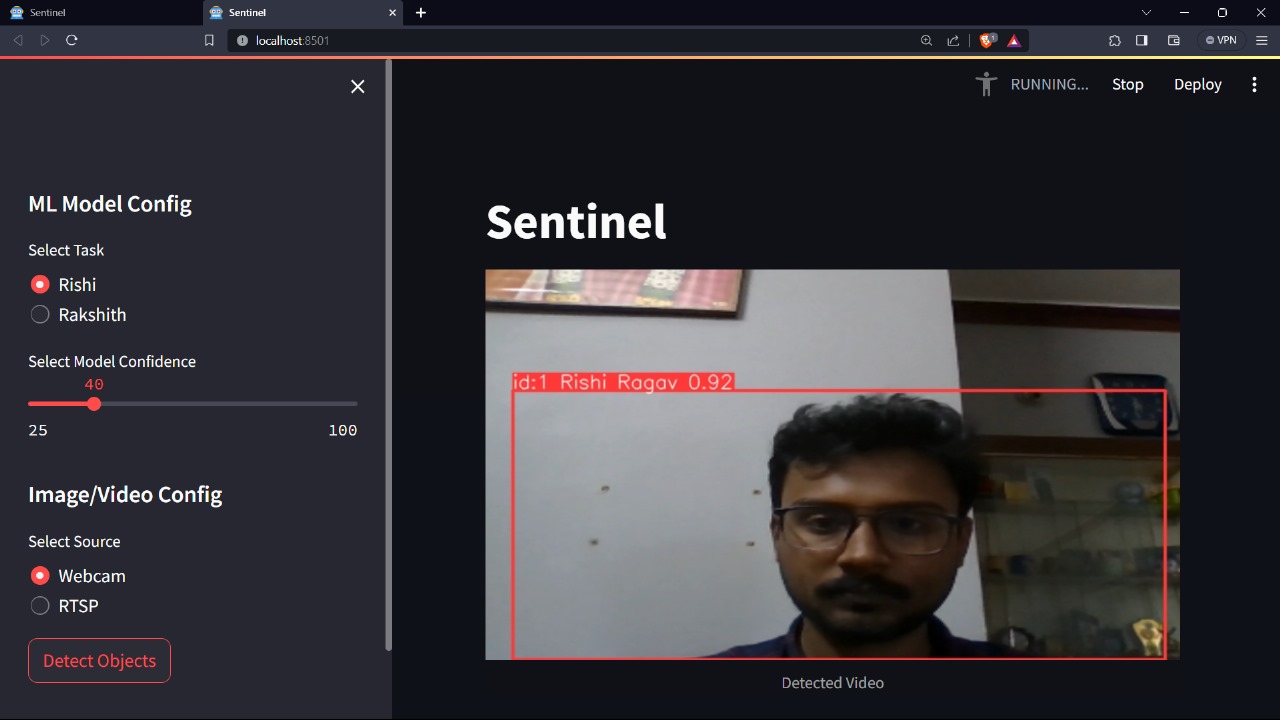 Sentinel
Sentinel
localhost:8501
1
VPN
RUNNING...
Stop
Deploy
ML Model Config
Select Task
Rishi
Rakshith
Select Model Confidence
40
25
100
Image/Video Config
Select Source
Webcam
RTSP
Detect Objects
Sentinel
id:1 Rishi Ragav 0.92
Detected Video